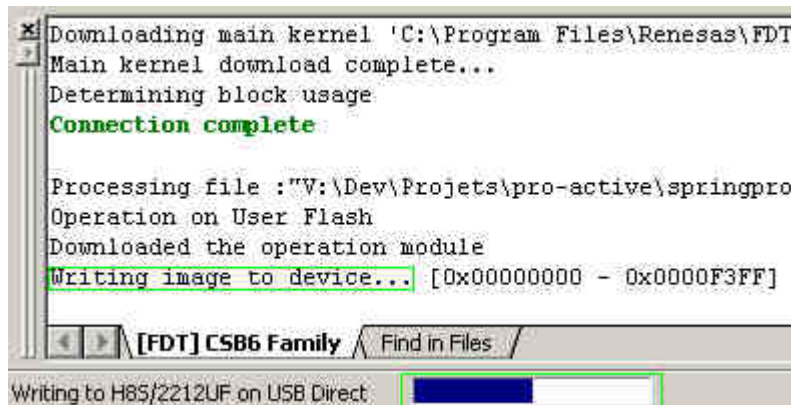 Downloading main kernel 'C:\Program Files\Renesas\FDT
Main kernel download complete...
Determining block usage
Connection complete
Processing file :"V:\Dev\Projets\pro-active\springpro
Operation on User Flash
Downloaded the operation module
Writing image to device... [0x00000000 - 0x0000F3FF]
[FDT] CSB6 Family Find in Files
Writing to H8S/2212UF on USB Direct